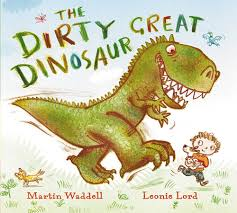 THE
DIRTY GREAT
DINOSAUR
Martin Waddell Leonie Lord